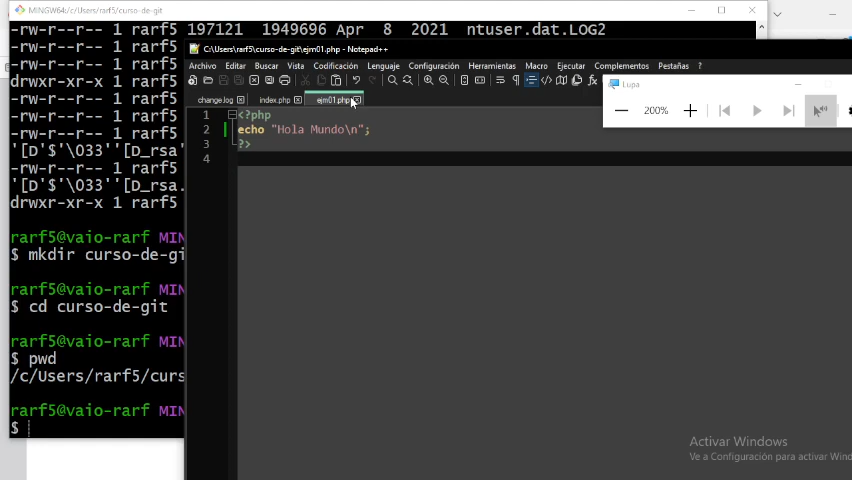 MINGW64:/c/Users/rarf5/curso-de-git
-rw-r--r-- 1 rarf5 197121 1949696 Apr 8 2021 ntuser.dat.LOG2
-rw-r--r-- 1 rarf5
-rw-r--r-- 1 rarf5
drwxr-xr-x 1 rarf5
-rw-r--r-- 1 rarf5
-rw-r--r-- 1 rarf5
-rw-r--r-- 1 rarf5
'[D'$'\033''[D_rsa'
-rw-r--r-- 1 rarf5
'[D'$'\033''[D_rsa.
drwxr-xr-x 1 rarf5
rarf5@vaio-rarf MIN
$ mkdir curso-de-gi
rarf5@vaio-rarf MIN
$ cd curso-de-git
rarf5@vaio-rarf MIN
$ pwd
/c/Users/rarf5/curs
rarf5@vaio-rarf MIN
$
C:\Users\rarf5\curso-de-git\ejm01.php - Notepad++
Archivo Editar Buscar Vista Codificación Lenguaje Configuración Herramientas Macro Ejecutar Complementos Pestañas ?
change.log index.php ejm01.php
1 <?php
2 echo "Hola Mundo\n";
3 ?>
4
Lupa
200%
Activar Windows
Ve a Configuración para activar Wind